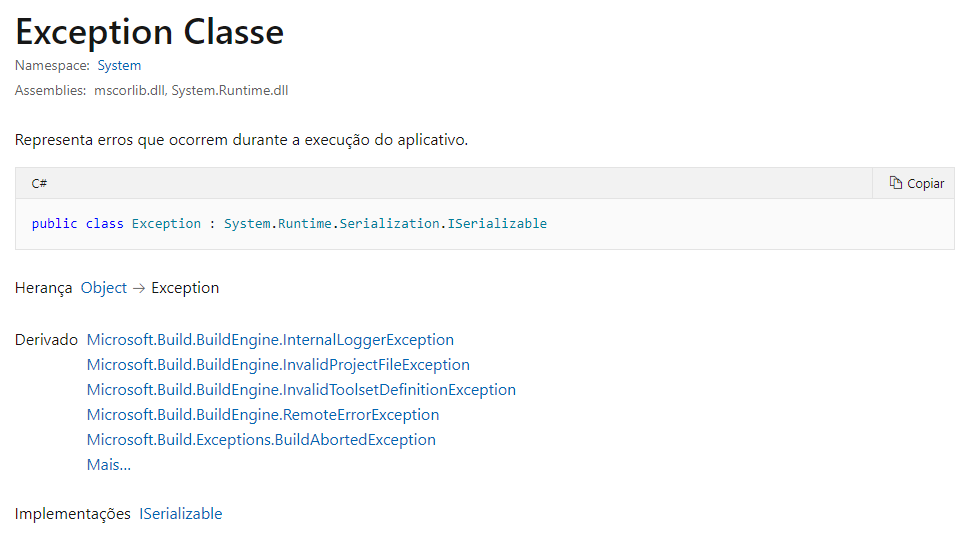 Exception Classe
Namespace: System
Assemblies: mscorlib.dll, System.Runtime.dll
Representa erros que ocorrem durante a execução do aplicativo.
C# Copiar
public class Exception : System.Runtime.Serialization.ISerializable
Herança Object → Exception
Derivado Microsoft.Build.BuildEngine.InternalLoggerException
Microsoft.Build.BuildEngine.InvalidProjectFileException
Microsoft.Build.BuildEngine.InvalidToolsetDefinitionException
Microsoft.Build.BuildEngine.RemoteErrorException
Microsoft.Build.Exceptions.BuildAbortedException
Mais...
Implementações ISerializable